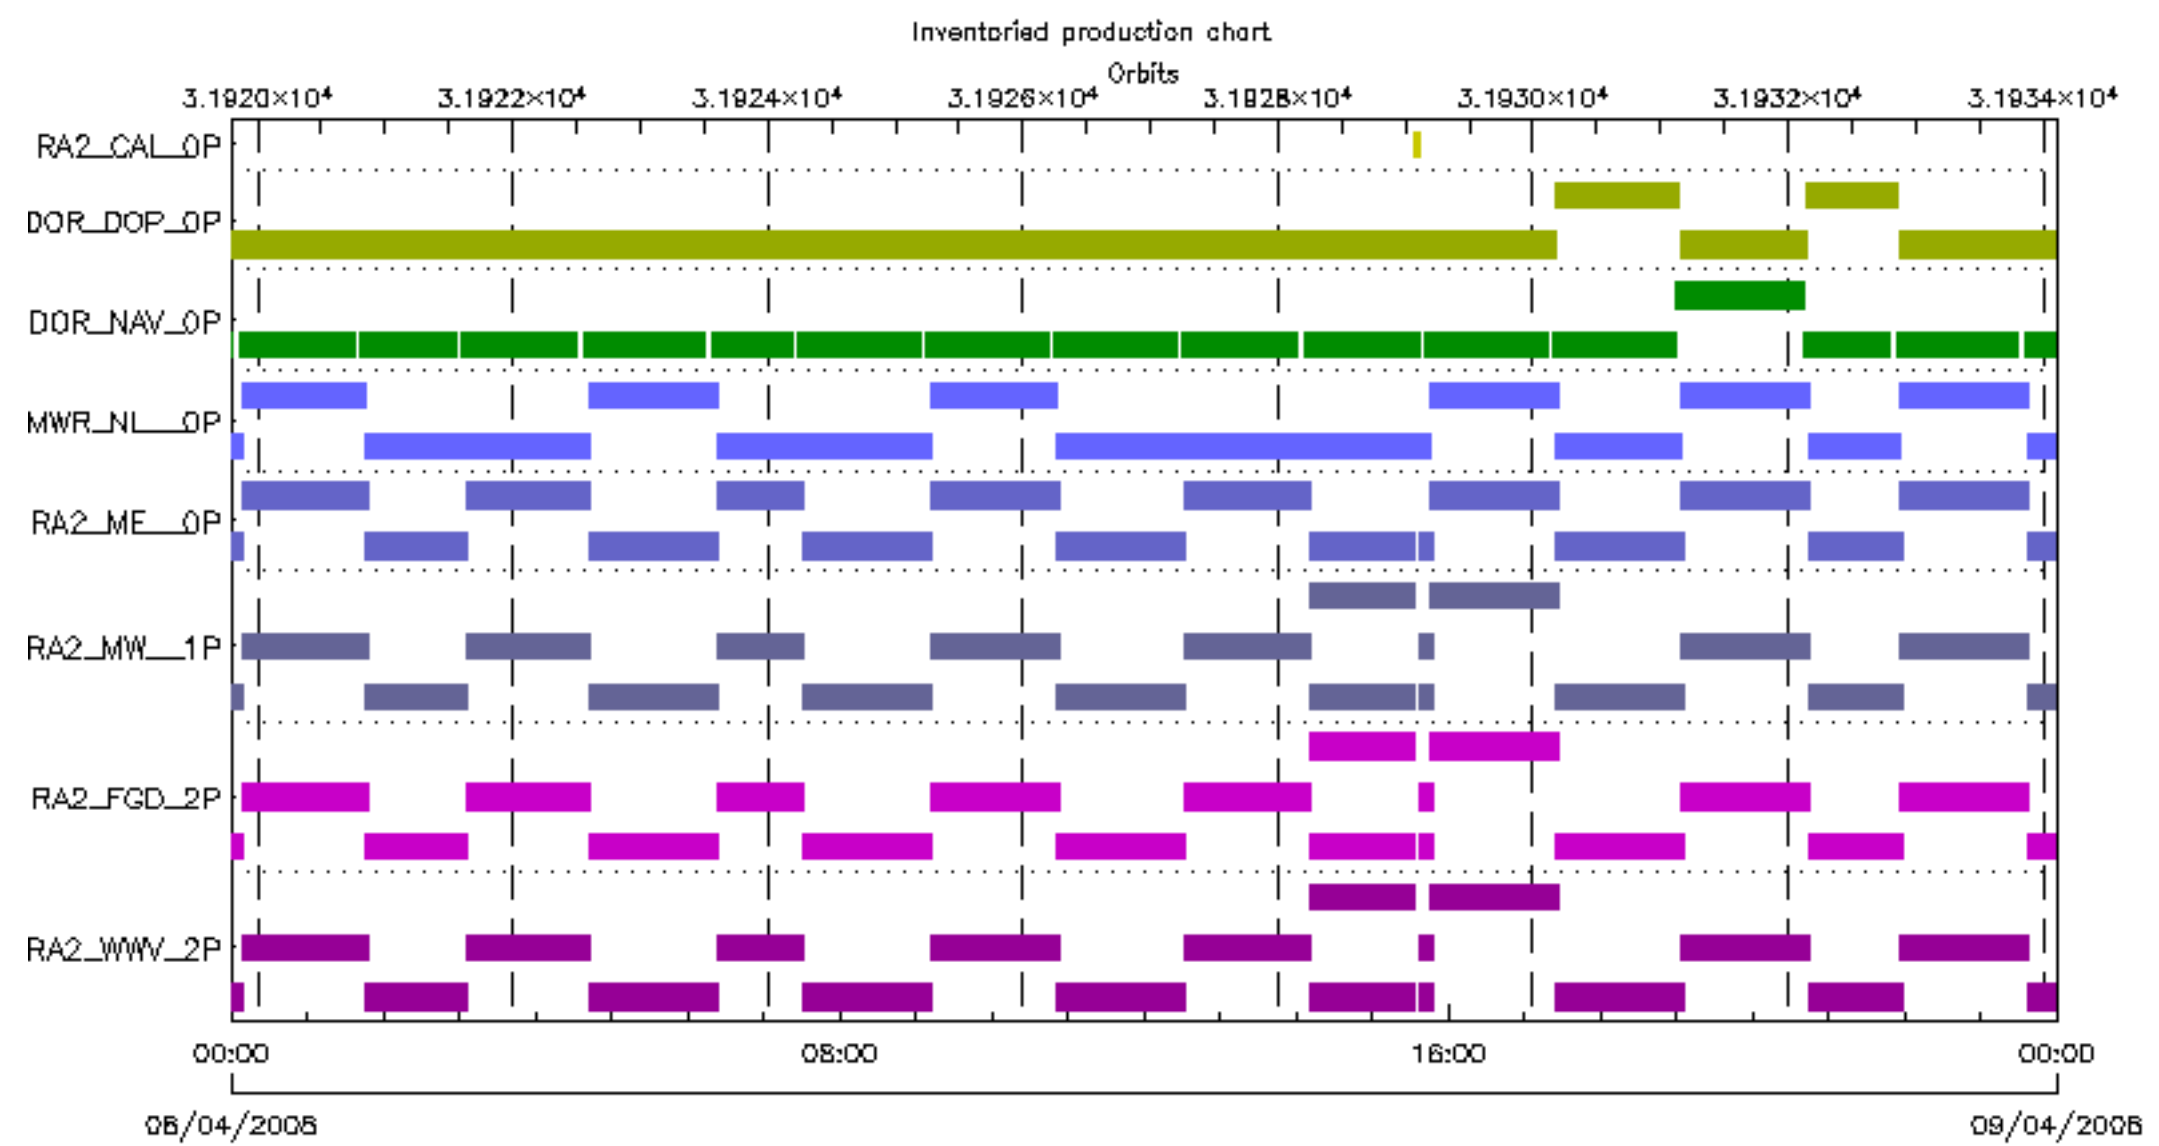 Inventoried production chart
Orbits
3.1920×10⁴ 3.1922×10⁴ 3.1924×10⁴ 3.1926×10⁴ 3.1928×10⁴ 3.1930×10⁴ 3.1932×10⁴ 3.1934×10⁴
RA2_CAL_0P
DOR_DOP_0P
DOR_NAV_0P
MWR_NL__0P
RA2_ME__0P
RA2_MW__1P
RA2_FGD_2P
RA2_WWV_2P
00:00 08:00 16:00 00:00
08/04/2008 09/04/2008